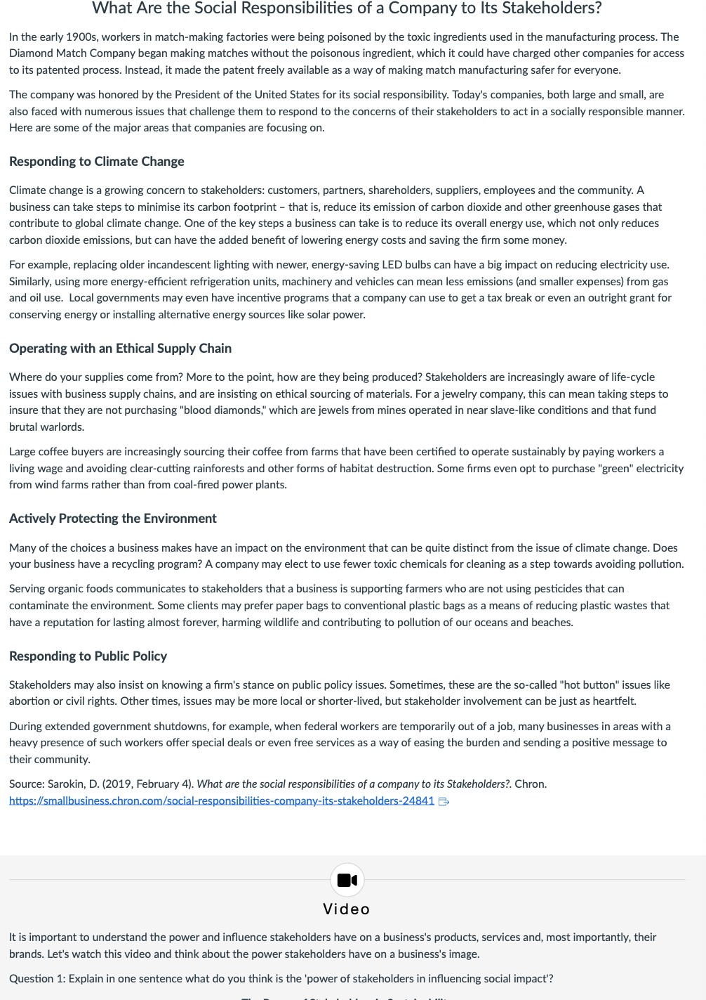 What Are the Social Responsibilities of a Company to Its Stakeholders?
In the early 1900s, workers in match-making factories were being poisoned by the toxic ingredients used in the manufacturing process. The
Diamond Match Company began making matches without the poisonous ingredient, which it could have charged other companies for access
to its patented process. Instead, it made the patent freely available as a way of making match manufacturing safer for everyone.
The company was honored by the President of the United States for its social responsibility. Today's companies, both large and small, are
also faced with numerous issues that challenge them to respond to the concerns of their stakeholders to act in a socially responsible manner.
Here are some of the major areas that companies are focusing on.
Responding to Climate Change
Climate change is a growing concern to stakeholders: customers, partners, shareholders, suppliers, employees and the community. A
business can take steps to minimise its carbon footprint – that is, reduce its emission of carbon dioxide and other greenhouse gases that
contribute to global climate change. One of the key steps a business can take is to reduce its overall energy use, which not only reduces
carbon dioxide emissions, but can have the added benefit of lowering energy costs and saving the firm some money.
For example, replacing older incandescent lighting with newer, energy-saving LED bulbs can have a big impact on reducing electricity use.
Similarly, using more energy-efficient refrigeration units, machinery and vehicles can mean less emissions (and smaller expenses) from gas
and oil use. Local governments may even have incentive programs that a company can use to get a tax break or even an outright grant for
conserving energy or installing alternative energy sources like solar power.
Operating with an Ethical Supply Chain
Where do your supplies come from? More to the point, how are they being produced? Stakeholders are increasingly aware of life-cycle
issues with business supply chains, and are insisting on ethical sourcing of materials. For a jewelry company, this can mean taking steps to
insure that they are not purchasing "blood diamonds," which are jewels from mines operated in near slave-like conditions and that fund
brutal warlords.
Large coffee buyers are increasingly sourcing their coffee from farms that have been certified to operate sustainably by paying workers a
living wage and avoiding clear-cutting rainforests and other forms of habitat destruction. Some firms even opt to purchase "green" electricity
from wind farms rather than from coal-fired power plants.
Actively Protecting the Environment
Many of the choices a business makes have an impact on the environment that can be quite distinct from the issue of climate change. Does
your business have a recycling program? A company may elect to use fewer toxic chemicals for cleaning as a step towards avoiding pollution.
Serving organic foods communicates to stakeholders that a business is supporting farmers who are not using pesticides that can
contaminate the environment. Some clients may prefer paper bags to conventional plastic bags as a means of reducing plastic wastes that
have a reputation for lasting almost forever, harming wildlife and contributing to pollution of our oceans and beaches.
Responding to Public Policy
Stakeholders may also insist on knowing a firm's stance on public policy issues. Sometimes, these are the so-called "hot button" issues like
abortion or civil rights. Other times, issues may be more local or shorter-lived, but stakeholder involvement can be just as heartfelt.
During extended government shutdowns, for example, when federal workers are temporarily out of a job, many businesses in areas with a
heavy presence of such workers offer special deals or even free services as a way of easing the burden and sending a positive message to
their community.
Source: Sarokin, D. (2019, February 4). What are the social responsibilities of a company to its Stakeholders?. Chron.
https://smallbusiness.chron.com/social-responsibilities-company-its-stakeholders-24841
Video
It is important to understand the power and influence stakeholders have on a business's products, services and, most importantly, their
brands. Let's watch this video and think about the power stakeholders have on a business's image.
Question 1: Explain in one sentence what do you think is the 'power of stakeholders in influencing social impact'?